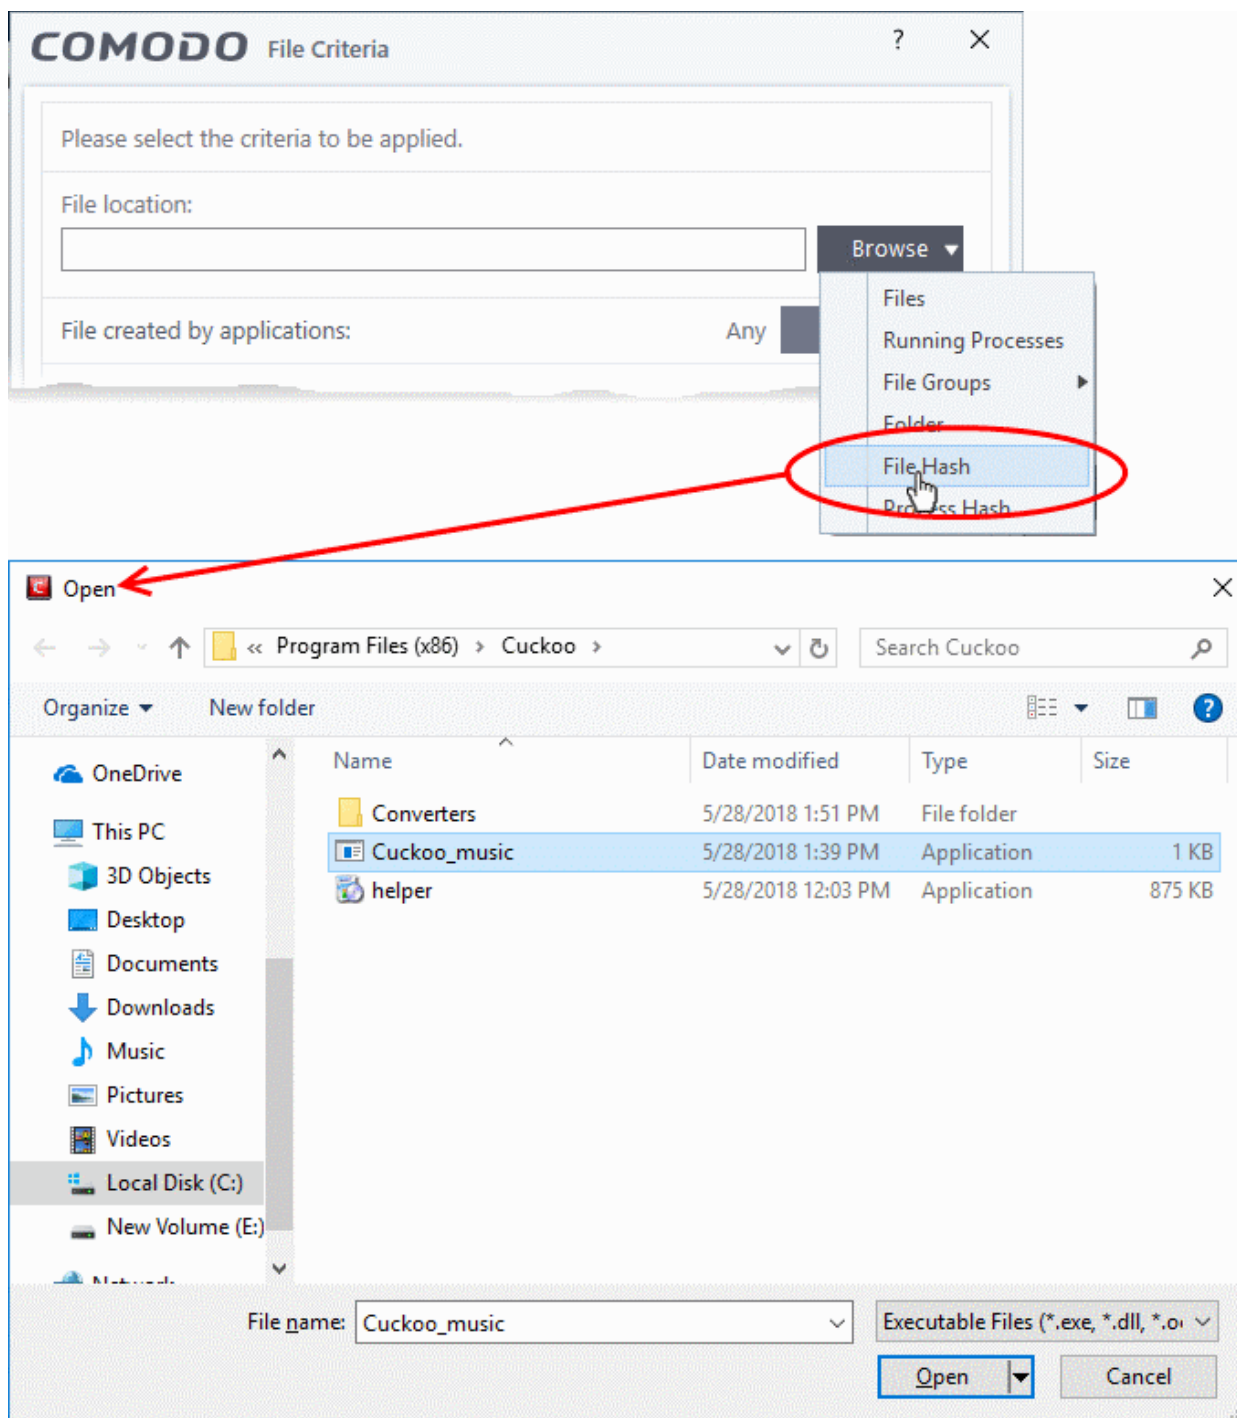 COMODO File Criteria ?
Please select the criteria to be applied.
File location:
Browse
Files
File created by applications: Any
Running Processes
File Groups
Folder
File Hash
Process Hash
Open
« Program Files (x86) > Cuckoo >
Search Cuckoo
Organize
New folder
?
Name Date modified Type Size
OneDrive
This PC
3D Objects
Desktop
Documents
Downloads
Music
Pictures
Videos
Local Disk (C:)
New Volume (E:)
Network
Converters 5/28/2018 1:51 PM File folder
Cuckoo_music 5/28/2018 1:39 PM Application 1 KB
helper 5/28/2018 12:03 PM Application 875 KB
File name: Cuckoo_music
Executable Files (*.exe, *.dll, *.o
Open Cancel